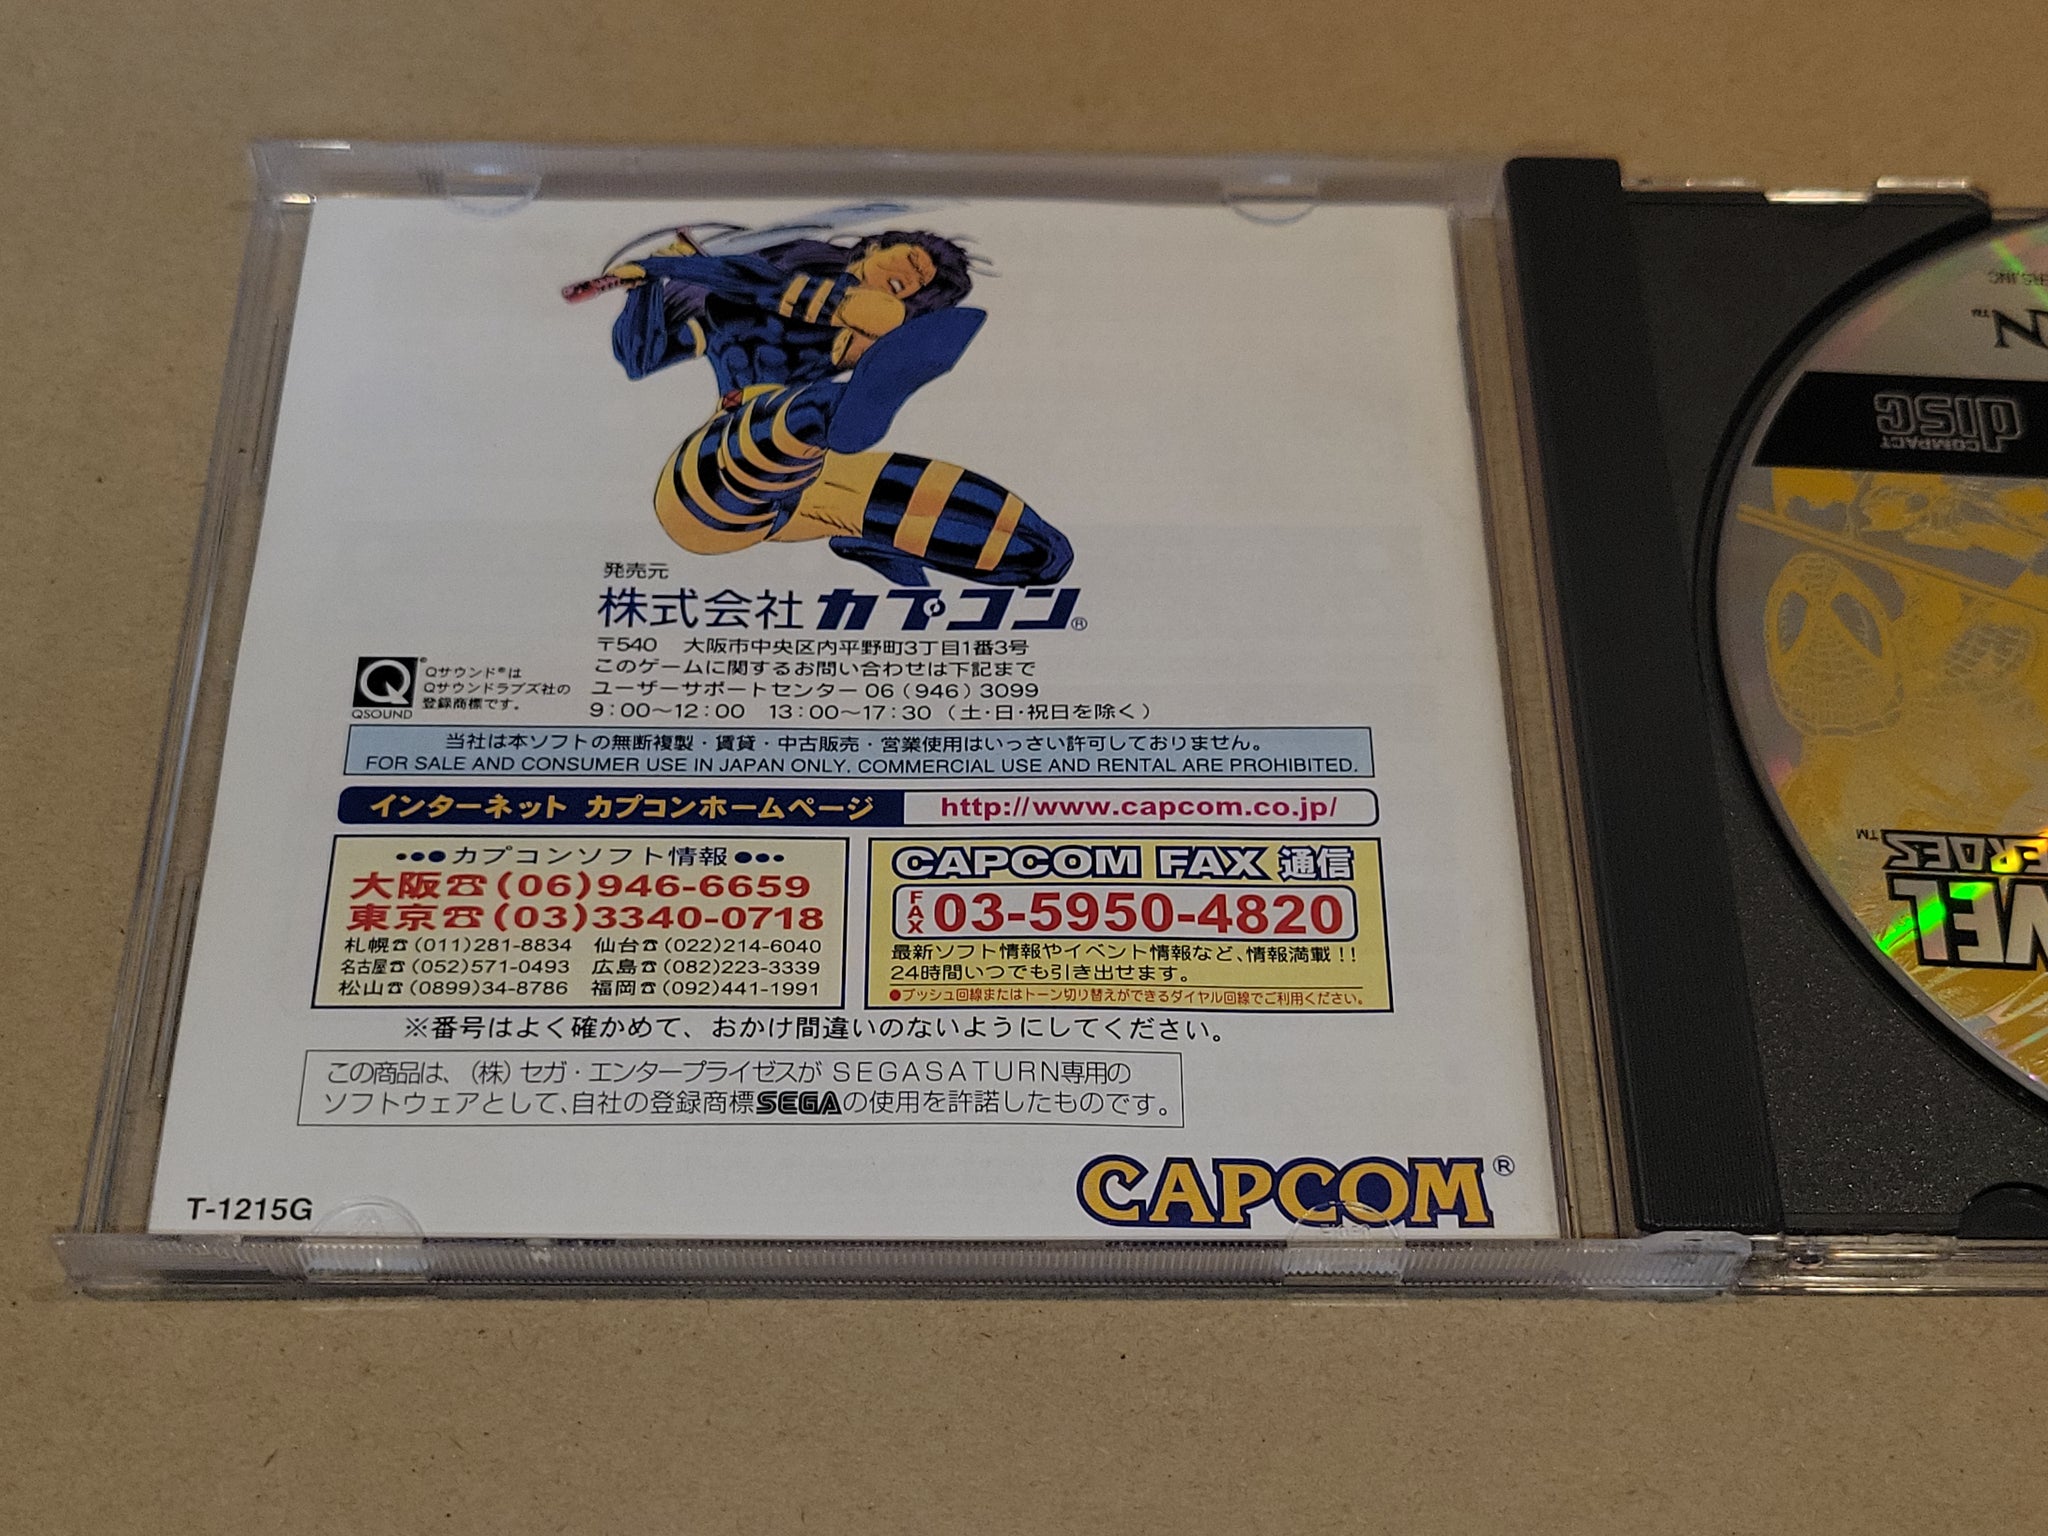 発売元
株式会社 カプコン®
〒540 大阪市中央区内平野町3丁目1番3号
このゲームに関するお問い合わせは下記まで
ユーザーサポートセンター 06(946)3099
9:00〜12:00 13:00〜17:30(土・日・祝日を除く)
Q
QSOUND
Qサウンド®は
Qサウンドラブズ社の
登録商標です。
当社は本ソフトの無断複製・賃貸・中古販売・営業使用はいっさい許可しておりません。
FOR SALE AND CONSUMER USE IN JAPAN ONLY. COMMERCIAL USE AND RENTAL ARE PROHIBITED.
インターネット カプコンホームページ http://www.capcom.co.jp/
•●●カプコンソフト情報●●•
大阪☎(06)946-6659
東京☎(03)3340-0718
札幌☎(011)281-8834 仙台☎(022)214-6040
名古屋☎(052)571-0493 広島☎(082)223-3339
松山☎(0899)34-8786 福岡☎(092)441-1991
CAPCOM FAX 通信
FAX 03-5950-4820
最新ソフト情報やイベント情報など、情報満載!!
24時間いつでも引き出せます。
●プッシュ回線またはトーン切り替えができるダイヤル回線でご利用ください。
※番号はよく確かめて、おかけ間違いのないようにしてください。
この商品は、(株)セガ・エンタープライゼスが SEGASATURN専用の
ソフトウェアとして、自社の登録商標SEGAの使用を許諾したものです。
CAPCOM®
T-1215G
COMPACT
disc